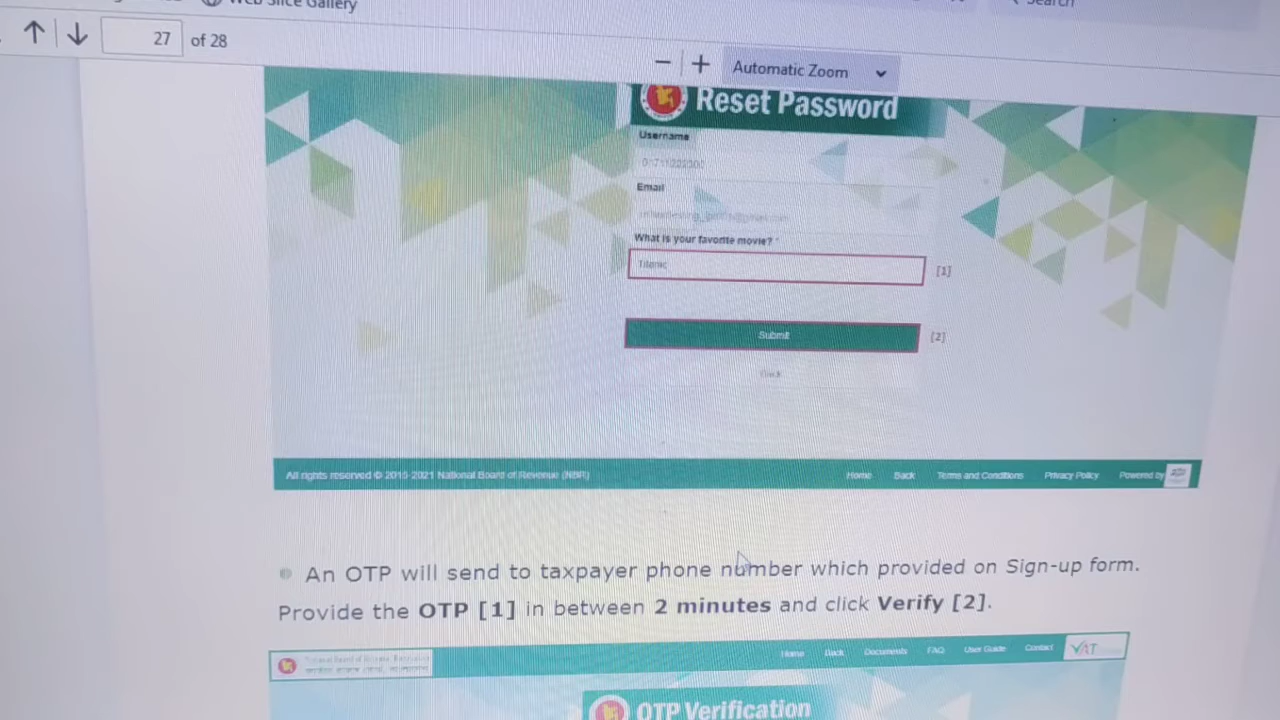 Web Slice Gallery
Search
27 of 28
Automatic Zoom
Reset Password
Username
Email
What is your favorite movie? *
Titanic
[1]
Submit
[2]
All rights reserved © 2015-2021 National Board of Revenue (NBR)
Home Back Terms and Conditions Privacy Policy Powered by
An OTP will send to taxpayer phone number which provided on Sign-up form.
Provide the OTP [1] in between 2 minutes and click Verify [2].
Home Back Documents FAQ User Guide Contact VAT
OTP Verification